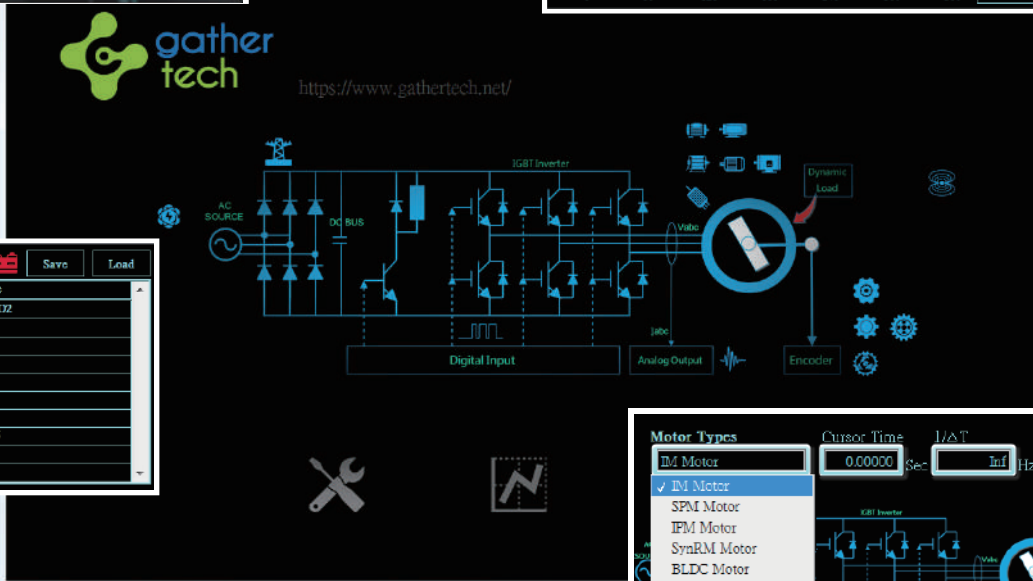 gather
tech
https://www.gathertech.net/
IGBT Inverter
Dynamic
Load
AC
SOURCE
DC BUS
Vabc
Iabc
Digital Input
Analog Output
Encoder
Save
Load
Motor Types
Cursor Time
1/△T
IM Motor
0.00000
Sec
Inf
Hz
✓ IM Motor
SPM Motor
IPM Motor
SynRM Motor
BLDC Motor
IGBT Inverter
Vabc